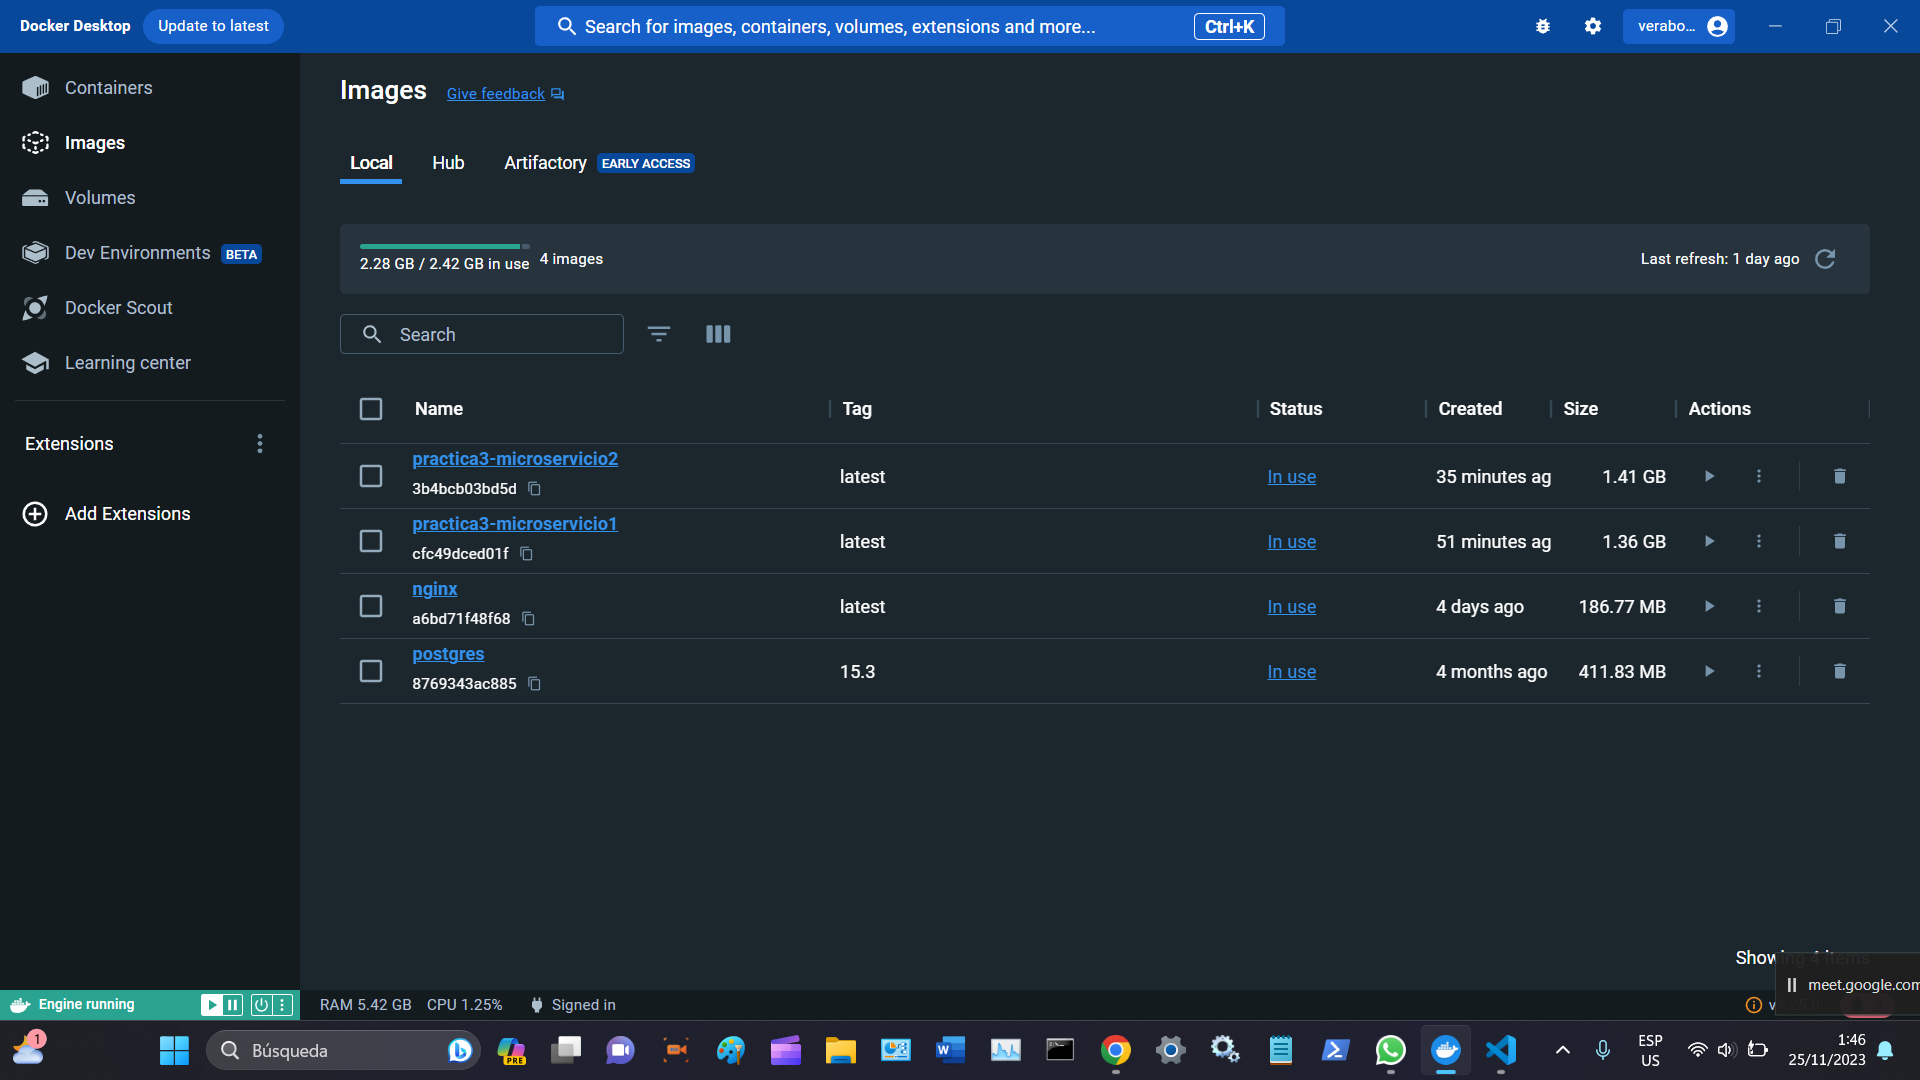 Docker Desktop Update to latest Search for images, containers, volumes, extensions and more... Ctrl+K verabo...
Containers
Images
Volumes
Dev Environments BETA
Docker Scout
Learning center
Extensions
Add Extensions
Images Give feedback
Local Hub Artifactory EARLY ACCESS
2.28 GB / 2.42 GB in use 4 images Last refresh: 1 day ago
Search
Name Tag Status Created Size Actions
practica3-microservicio2
3b4bcb03bd5d
latest In use 35 minutes ag 1.41 GB
practica3-microservicio1
cfc49dced01f
latest In use 51 minutes ag 1.36 GB
nginx
a6bd71f48f68
latest In use 4 days ago 186.77 MB
postgres
8769343ac885
15.3 In use 4 months ago 411.83 MB
Showing 4 items
meet.google.com
Engine running RAM 5.42 GB CPU 1.25% Signed in
1 Búsqueda PRE ESP
US
1:46
25/11/2023